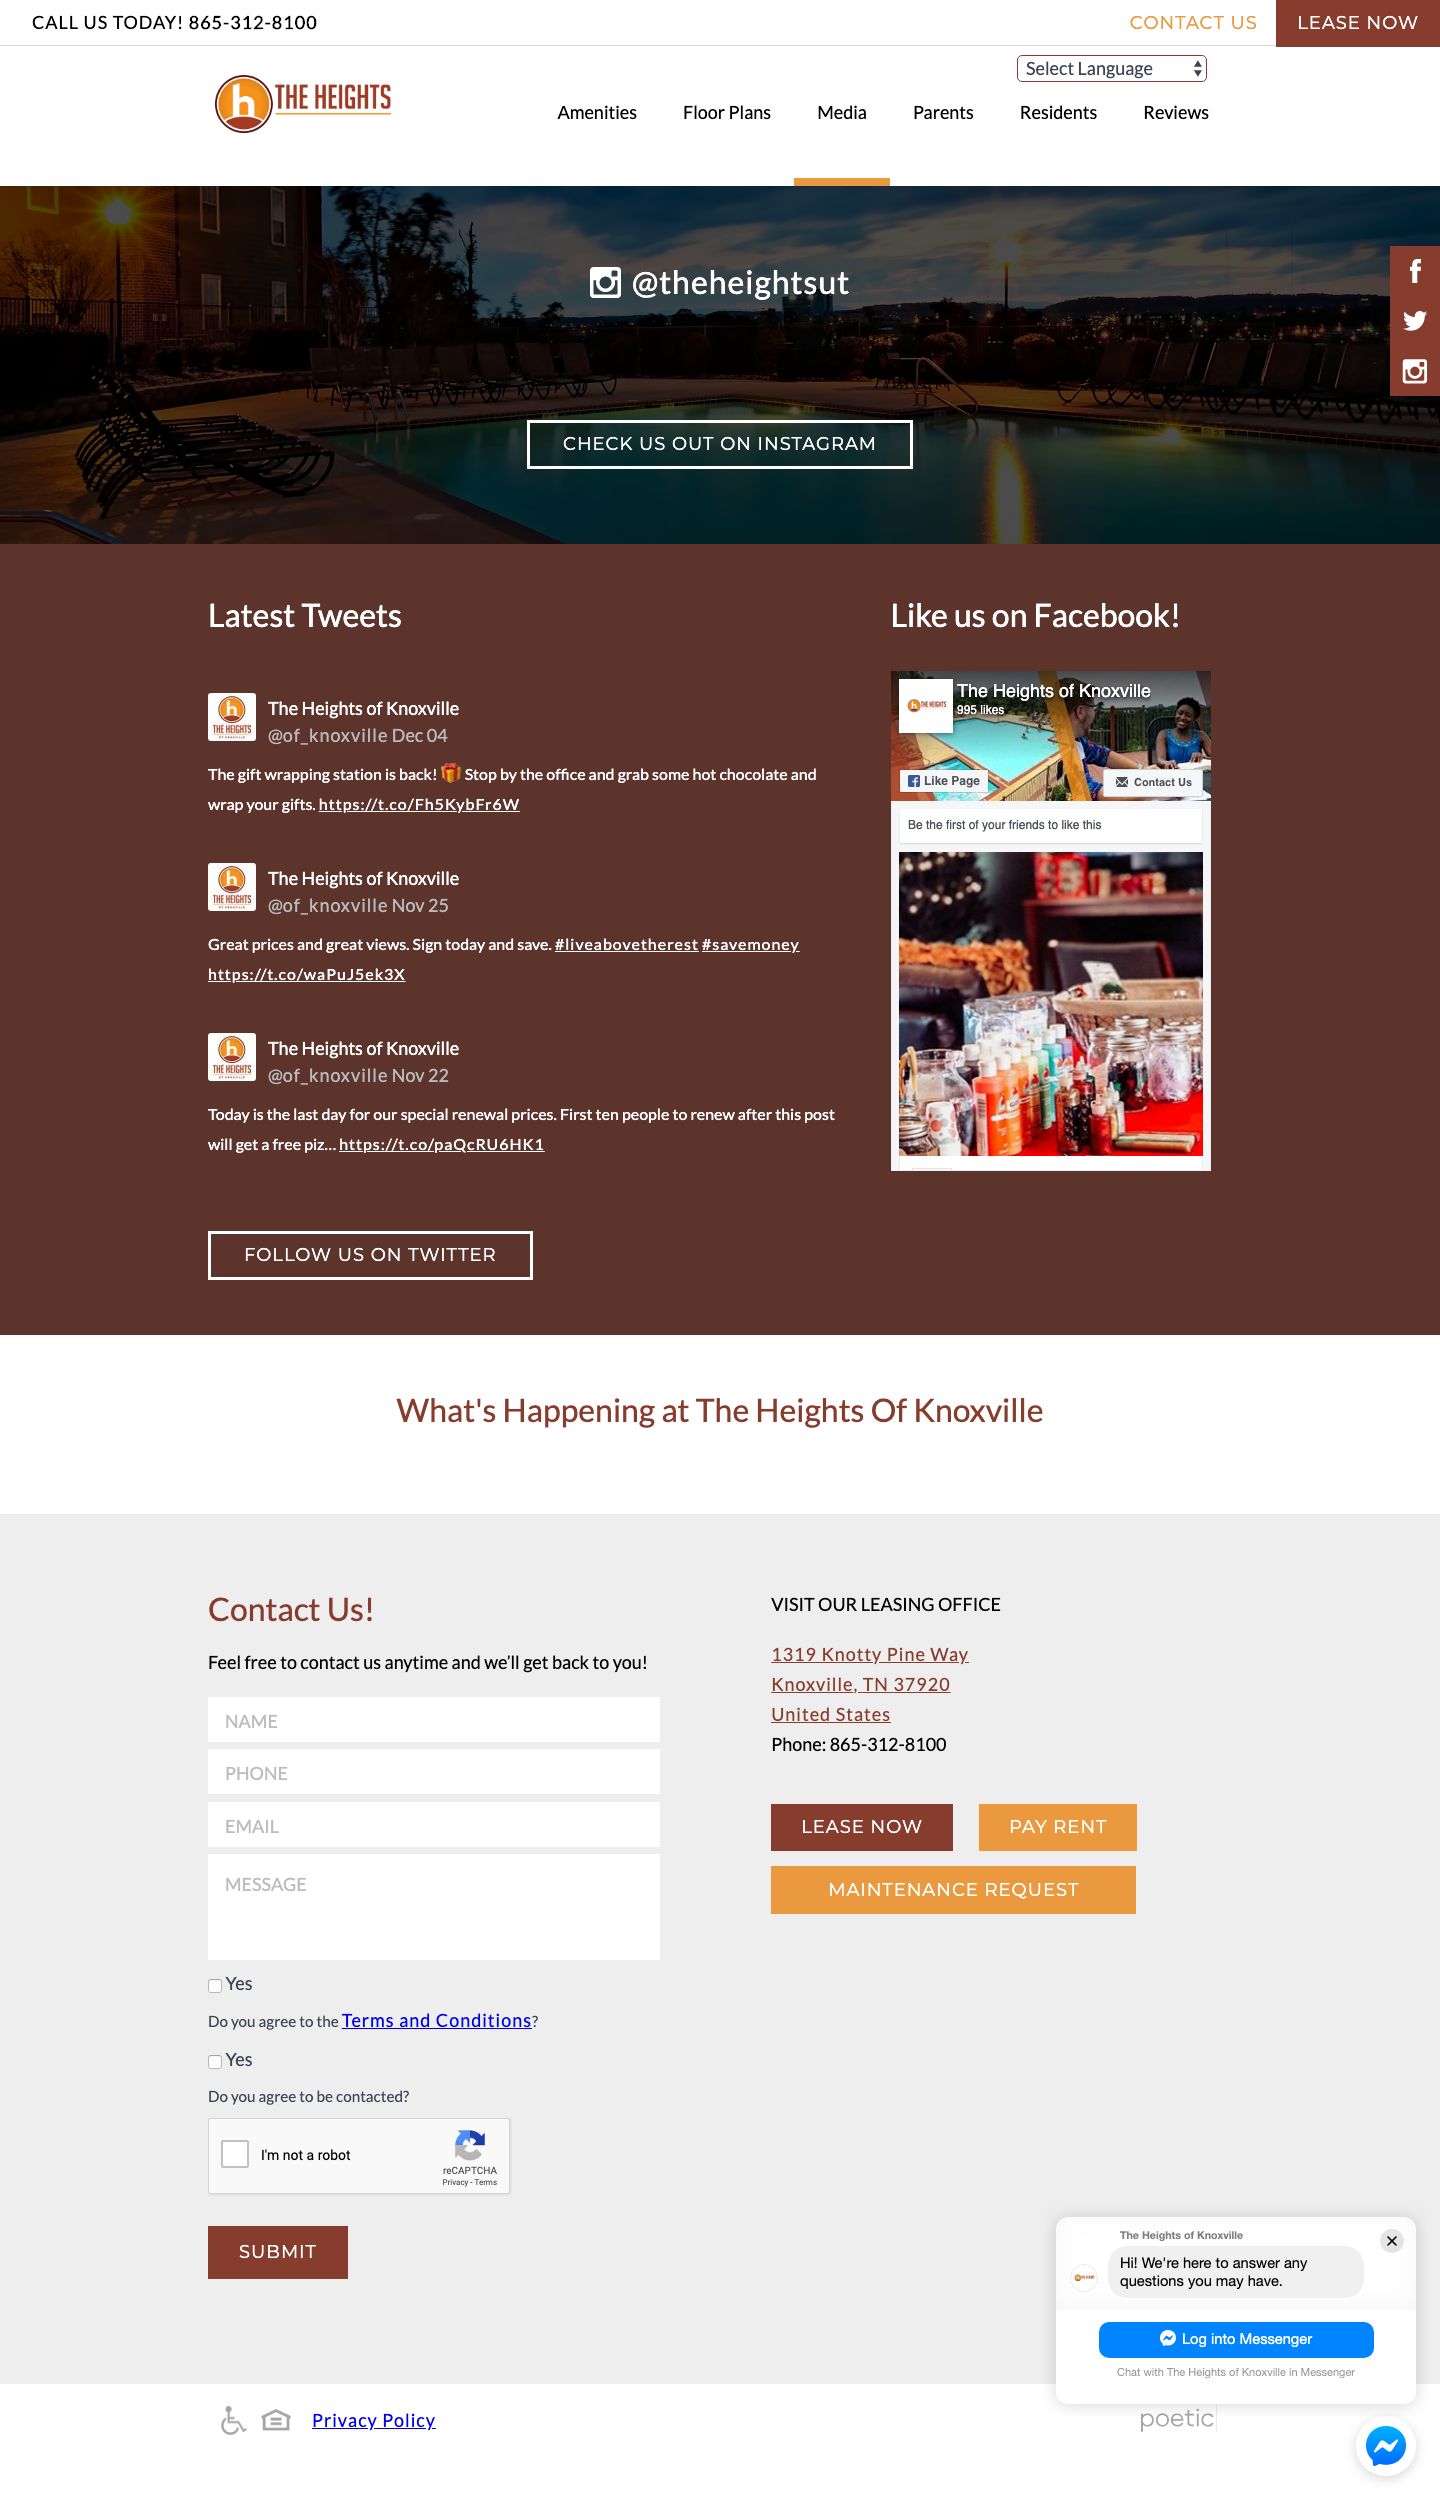 CALL US TODAY! 865-312-8100
CONTACT US
LEASE NOW
Select Language
h THE HEIGHTS
Amenities
Floor Plans
Media
Parents
Residents
Reviews
@theheightsut
CHECK US OUT ON INSTAGRAM
Latest Tweets
The Heights of Knoxville
@of_knoxville Dec 04
The gift wrapping station is back! 🎁 Stop by the office and grab some hot chocolate and
wrap your gifts. https://t.co/Fh5KybFr6W
The Heights of Knoxville
@of_knoxville Nov 25
Great prices and great views. Sign today and save. #liveabovetherest #savemoney
https://t.co/waPuJ5ek3X
The Heights of Knoxville
@of_knoxville Nov 22
Today is the last day for our special renewal prices. First ten people to renew after this post
will get a free piz... https://t.co/paQcRU6HK1
FOLLOW US ON TWITTER
Like us on Facebook!
The Heights of Knoxville
995 likes
Like Page
Contact Us
Be the first of your friends to like this
What's Happening at The Heights Of Knoxville
Contact Us!
Feel free to contact us anytime and we’ll get back to you!
NAME
PHONE
EMAIL
MESSAGE
Yes
Do you agree to the Terms and Conditions?
Yes
Do you agree to be contacted?
I'm not a robot
reCAPTCHA
Privacy - Terms
SUBMIT
VISIT OUR LEASING OFFICE
1319 Knotty Pine Way
Knoxville, TN 37920
United States
Phone: 865-312-8100
LEASE NOW
PAY RENT
MAINTENANCE REQUEST
The Heights of Knoxville
Hi! We're here to answer any
questions you may have.
Log into Messenger
Chat with The Heights of Knoxville in Messenger
Privacy Policy
poetic